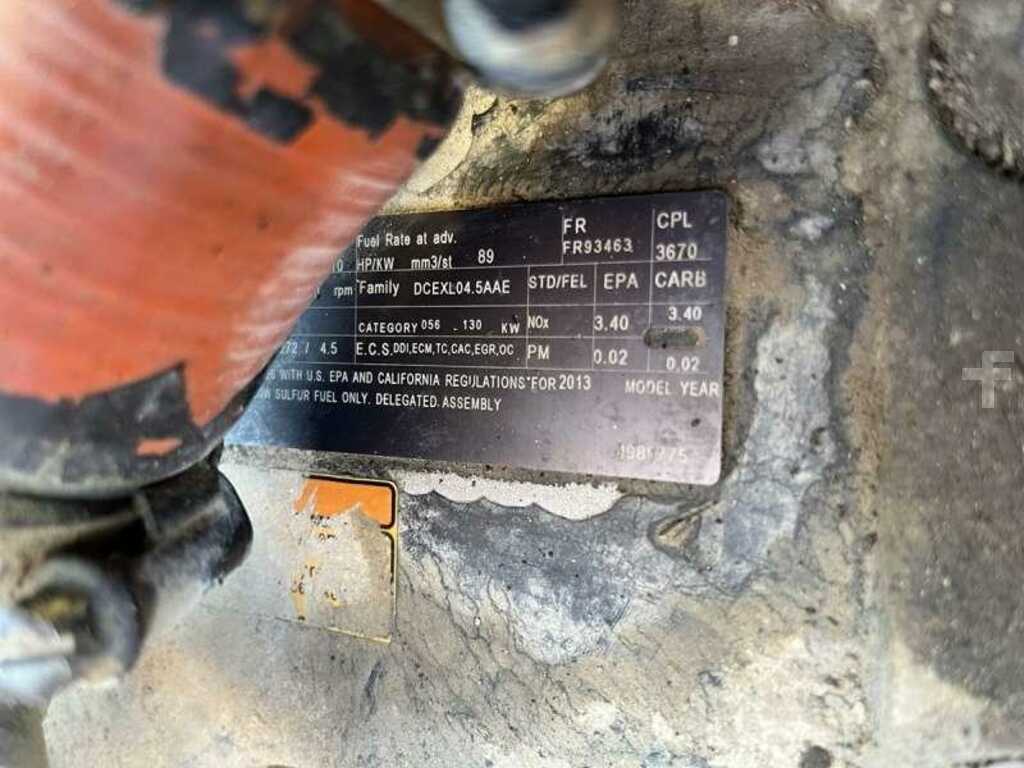 Fuel Rate at adv. FR CPL
HP/KW mm3/st 89 FR93463 3670
rpm Family DCEXL04.5AAE STD/FEL EPA CARB
CATEGORY 056 - 130 KW NOx 3.40 3.40
272 / 4.5 E.C.S. DDI,ECM,TC,CAC,EGR,OC PM 0.02 0.02
WITH U.S. EPA AND CALIFORNIA REGULATIONS FOR 2013 MODEL YEAR
SULFUR FUEL ONLY. DELEGATED. ASSEMBLY